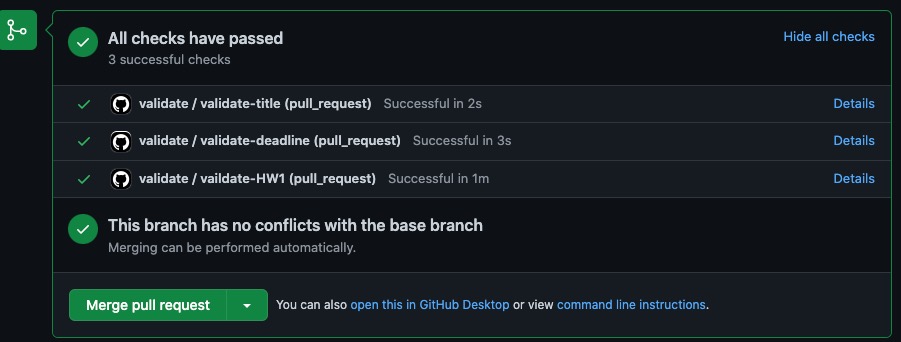 All checks have passed
Hide all checks
3 successful checks
validate / validate-title (pull_request) Successful in 2s Details
validate / validate-deadline (pull_request) Successful in 3s Details
validate / vaildate-HW1 (pull_request) Successful in 1m Details
This branch has no conflicts with the base branch
Merging can be performed automatically.
Merge pull request You can also open this in GitHub Desktop or view command line instructions.